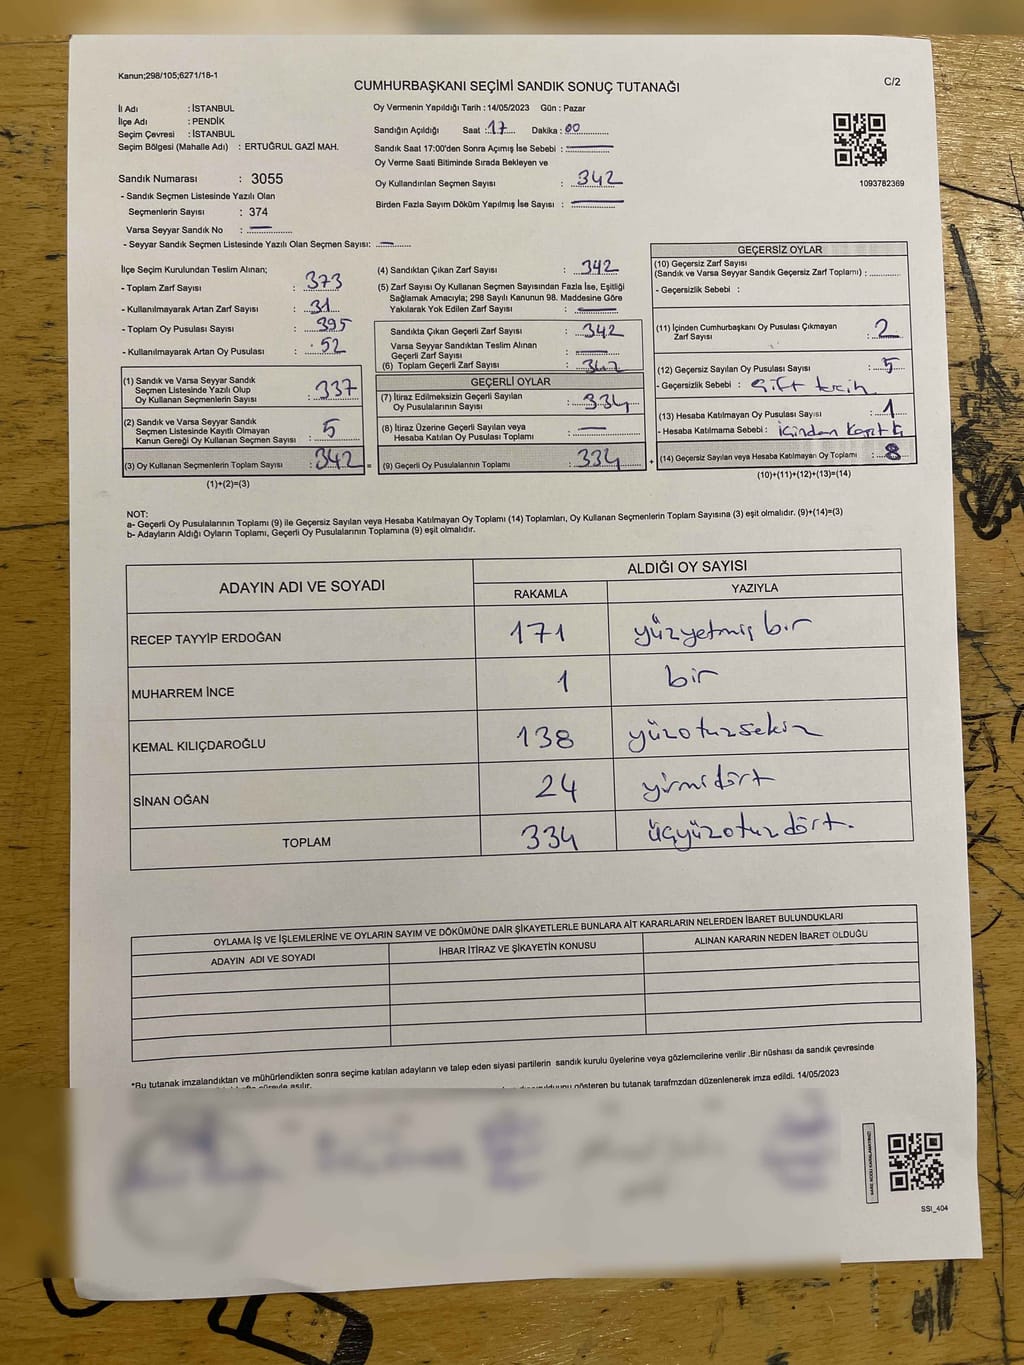 Kanun;298/105;6271/18-1
CUMHURBAŞKANI SEÇİMİ SANDIK SONUÇ TUTANAĞI
C/2
İl Adı : İSTANBUL
İlçe Adı : PENDİK
Seçim Çevresi : İSTANBUL
Seçim Bölgesi (Mahalle Adı) : ERTUĞRUL GAZİ MAH.
Sandık Numarası : 3055
- Sandık Seçmen Listesinde Yazılı Olan
Seçmenlerin Sayısı : 374
Varsa Seyyar Sandık No : —
- Seyyar Sandık Seçmen Listesinde Yazılı Olan Seçmen Sayısı: —
Oy Vermenin Yapıldığı Tarih : 14/05/2023 Gün : Pazar
Sandığın Açıldığı Saat : 17 Dakika : 00
Sandık Saat 17:00'den Sonra Açımış İse Sebebi : —
Oy Verme Saati Bitiminde Sırada Bekleyen ve
Oy Kullandırılan Seçmen Sayısı : 342
Birden Fazla Sayım Döküm Yapılmış İse Sayısı : —
1093782369
İlçe Seçim Kurulundan Teslim Alınan;
- Toplam Zarf Sayısı : 373
- Kullanılmayarak Artan Zarf Sayısı : 31
- Toplam Oy Pusulası Sayısı : 395
- Kullanılmayarak Artan Oy Pusulası : 52
(1) Sandık ve Varsa Seyyar Sandık
Seçmen Listesinde Yazılı Olup
Oy Kullanan Seçmenlerin Sayısı : 337
(2) Sandık ve Varsa Seyyar Sandık
Seçmen Listesinde Kayıtlı Olmayan
Kanun Gereği Oy Kullanan Seçmen Sayısı : 5
(3) Oy Kullanan Seçmenlerin Toplam Sayısı : 342 =
(1)+(2)=(3)
(4) Sandıktan Çıkan Zarf Sayısı : 342
(5) Zarf Sayısı Oy Kullanan Seçmen Sayısından Fazla İse, Eşitliği
Sağlamak Amacıyla; 298 Sayılı Kanunun 98. Maddesine Göre
Yakılarak Yok Edilen Zarf Sayısı : —
Sandıkta Çıkan Geçerli Zarf Sayısı : 342
Varsa Seyyar Sandıktan Teslim Alınan
Geçerli Zarf Sayısı : —
(6) Toplam Geçerli Zarf Sayısı : 342
GEÇERLİ OYLAR
(7) İtiraz Edilmeksizin Geçerli Sayılan
Oy Pusulalarının Sayısı : 334
(8) İtiraz Üzerine Geçerli Sayılan veya
Hesaba Katılan Oy Pusulası Toplamı : —
(9) Geçerli Oy Pusulalarının Toplamı : 334 +
GEÇERSİZ OYLAR
(10) Geçersiz Zarf Sayısı
(Sandık ve Varsa Seyyar Sandık Geçersiz Zarf Toplamı) :
- Geçersizlik Sebebi :
(11) İçinden Cumhurbaşkanı Oy Pusulası Çıkmayan
Zarf Sayısı : 2
(12) Geçersiz Sayılan Oy Pusulası Sayısı : 5
- Geçersizlik Sebebi : Çift tercih
(13) Hesaba Katılmayan Oy Pusulası Sayısı : 1
- Hesaba Katılmama Sebebi : içinden
(14) Geçersiz Sayılan veya Hesaba Katılmayan Oy Toplamı : 8
(10)+(11)+(12)+(13)=(14)
NOT:
a- Geçerli Oy Pusulalarının Toplamı (9) ile Geçersiz Sayılan veya Hesaba Katılmayan Oy Toplamı (14) Toplamları, Oy Kullanan Seçmenlerin Toplam Sayısına (3) eşit olmalıdır. (9)+(14)=(3)
b- Adayların Aldığı Oyların Toplamı, Geçerli Oy Pusulalarının Toplamına (9) eşit olmalıdır.
ADAYIN ADI VE SOYADI ALDIĞI OY SAYISI
RAKAMLA YAZIYLA
RECEP TAYYİP ERDOĞAN 171 yüzyetmiş bir
MUHARREM İNCE 1 bir
KEMAL KILIÇDAROĞLU 138 yüzotuzsekiz
SİNAN OĞAN 24 yirmidört
TOPLAM 334 üçyüzotuzdört.
OYLAMA İŞ VE İŞLEMLERİNE VE OYLARIN SAYIM VE DÖKÜMÜNE DAİR ŞİKAYETLERLE BUNLARA AİT KARARLARIN NELERDEN İBARET BULUNDUKLARI
ADAYIN ADI VE SOYADI İHBAR İTİRAZ VE ŞİKAYETİN KONUSU ALINAN KARARIN NEDEN İBARET OLDUĞU
*Bu tutanak imzalandıktan ve mühürlendikten sonra seçime katılan adayların ve talep eden siyasi partilerin sandık kurulu üyelerine veya gözlemcilerine verilir .Bir nüshası da sandık çevresinde
gösteren bu tutanak tarafmzdan düzenlenerek imza edildi. 14/05/2023
SSI_404